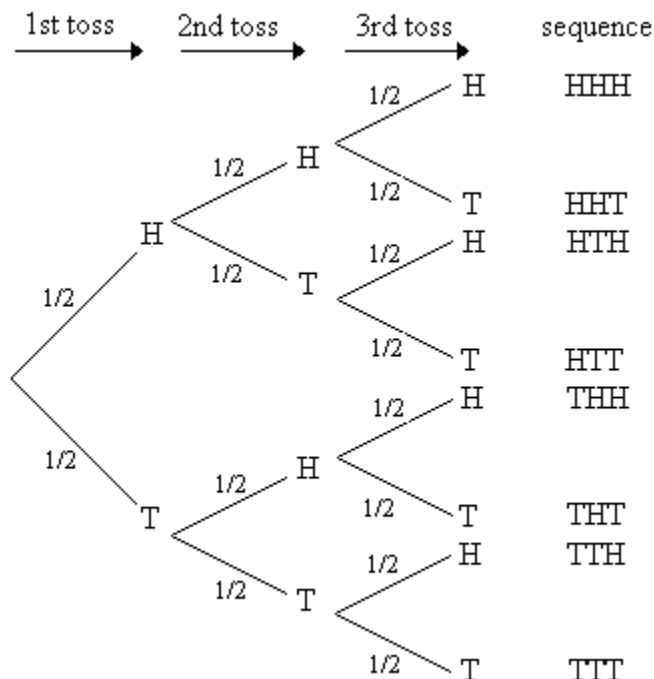 1st toss 2nd toss 3rd toss sequence
1/2 H HHH
1/2 H
1/2 T HHT
H 1/2 H HTH
1/2 T
1/2
1/2 T HTT
1/2 H THH
1/2
1/2 H
1/2 T THT
T 1/2 H TTH
1/2 T
1/2 T TTT